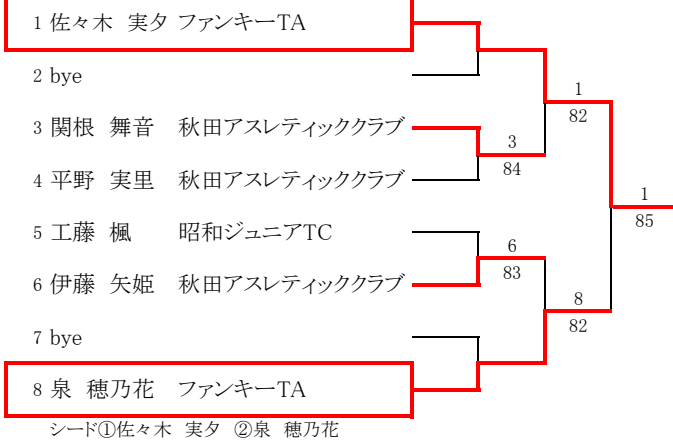 1 佐々木 実夕 ファンキーTA
2 bye
3 関根 舞音 秋田アスレティッククラブ
4 平野 実里 秋田アスレティッククラブ
5 工藤 楓 昭和ジュニアTC
6 伊藤 矢姫 秋田アスレティッククラブ
7 bye
8 泉 穂乃花 ファンキーTA
シード①佐々木 実夕 ②泉 穂乃花
3
84
6
83
1
82
8
82
1
85